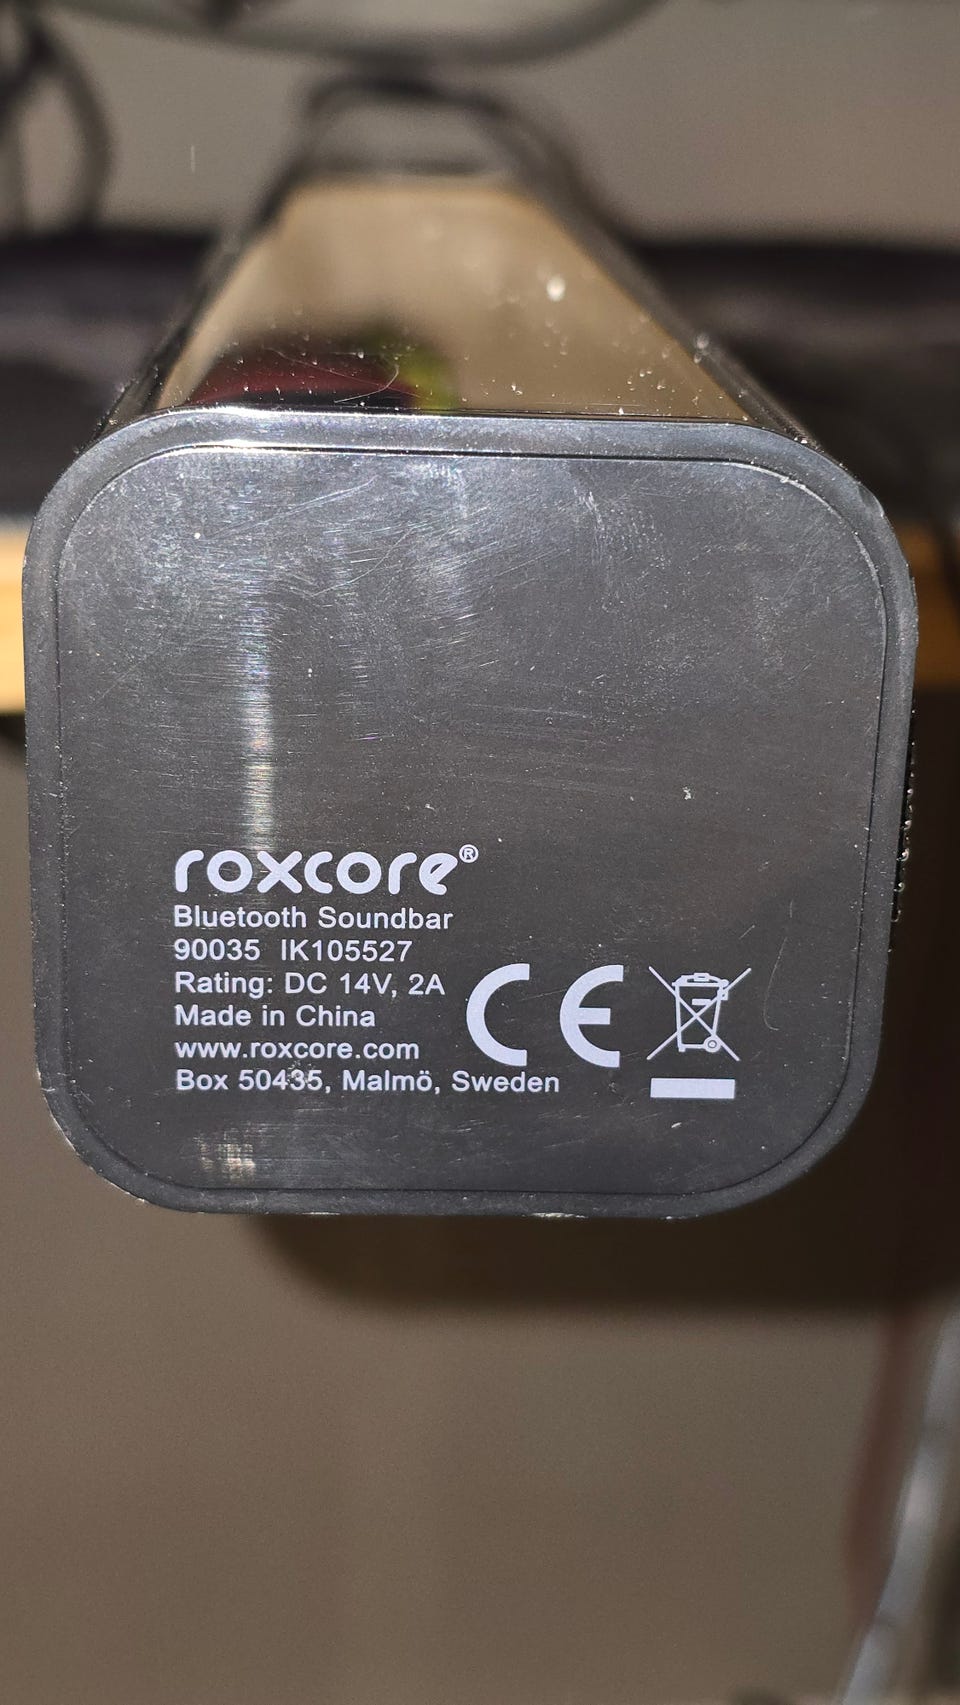 roxcore®
Bluetooth Soundbar
90035 IK105527
Rating: DC 14V, 2A
Made in China
www.roxcore.com
Box 50435, Malmö, Sweden
CE